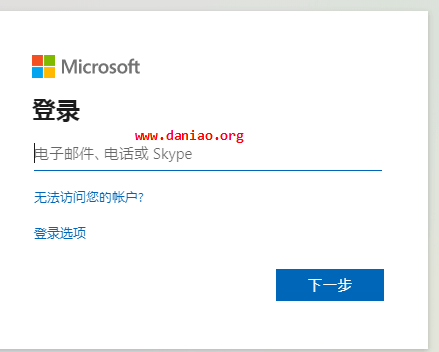 Microsoft
登录
www.daniao.org
电子邮件、电话或 Skype
无法访问您的帐户?
登录选项
下一步